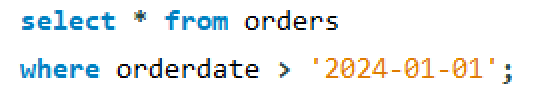 select * from orders
where orderdate > '2024-01-01';